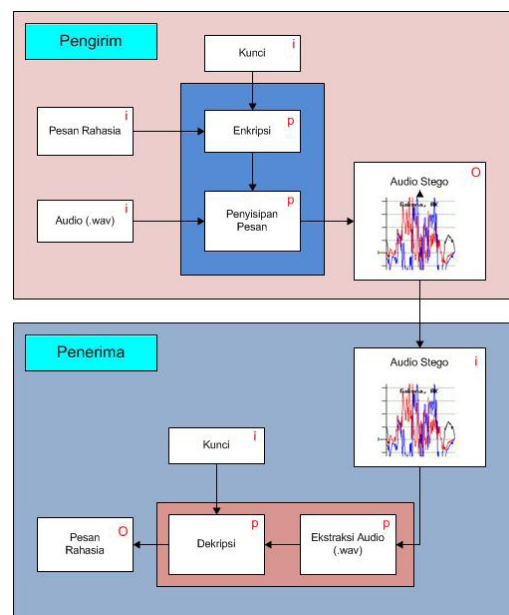 Pengirim
Kunci
i
Pesan Rahasia
i
Enkripsi
p
Audio (.wav)
i
Penyisipan
Pesan
p
Audio Stego
O
Penerima
Audio Stego
i
Kunci
i
Pesan
Rahasia
O
Dekripsi
p
Ekstraksi Audio
(.wav)
p